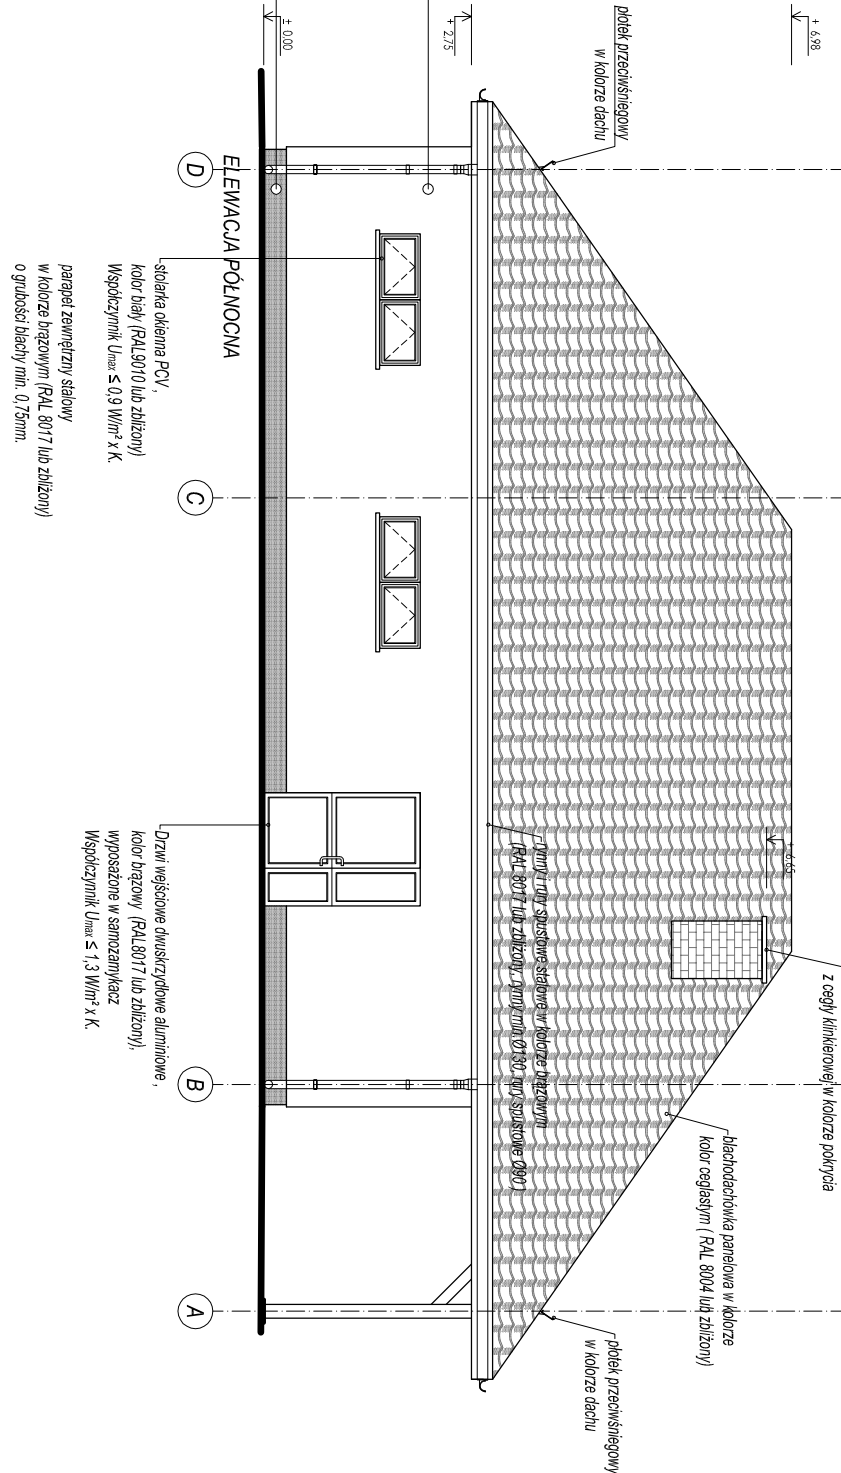 + 6.98
+ 2.75
± 0.00
płotek przeciwśniegowy
w kolorze dachu
+ 6.65
z cegły klinkierowej w kolorze pokrycia
blachodachówka panelowa w kolorze
kolor ceglastym ( RAL 8004 lub zbliżony)
płotek przeciwśniegowy
w kolorze dachu
rynny i rury spustowe stalowe w kolorze brązowym
(RAL 8017 lub zbliżony, rynny min. Ø130, rury spustowe Ø90 )
D
C
B
A
ELEWACJA PÓŁNOCNA
stolarka okienna PCV ,
kolor biały (RAL9010 lub zbliżony)
Współczynnik Umax ≤ 0,9 W/m² x K.
parapet zewnętrzny stalowy
w kolorze brązowym (RAL 8017 lub zbliżony)
o grubości blachy min. 0,75mm.
Drzwi wejściowe dwuskrzydłowe aluminiowe ,
kolor brązowy (RAL8017 lub zbliżony),
wyposażone w samozamykacz
Współczynnik Umax ≤ 1,3 W/m² x K.